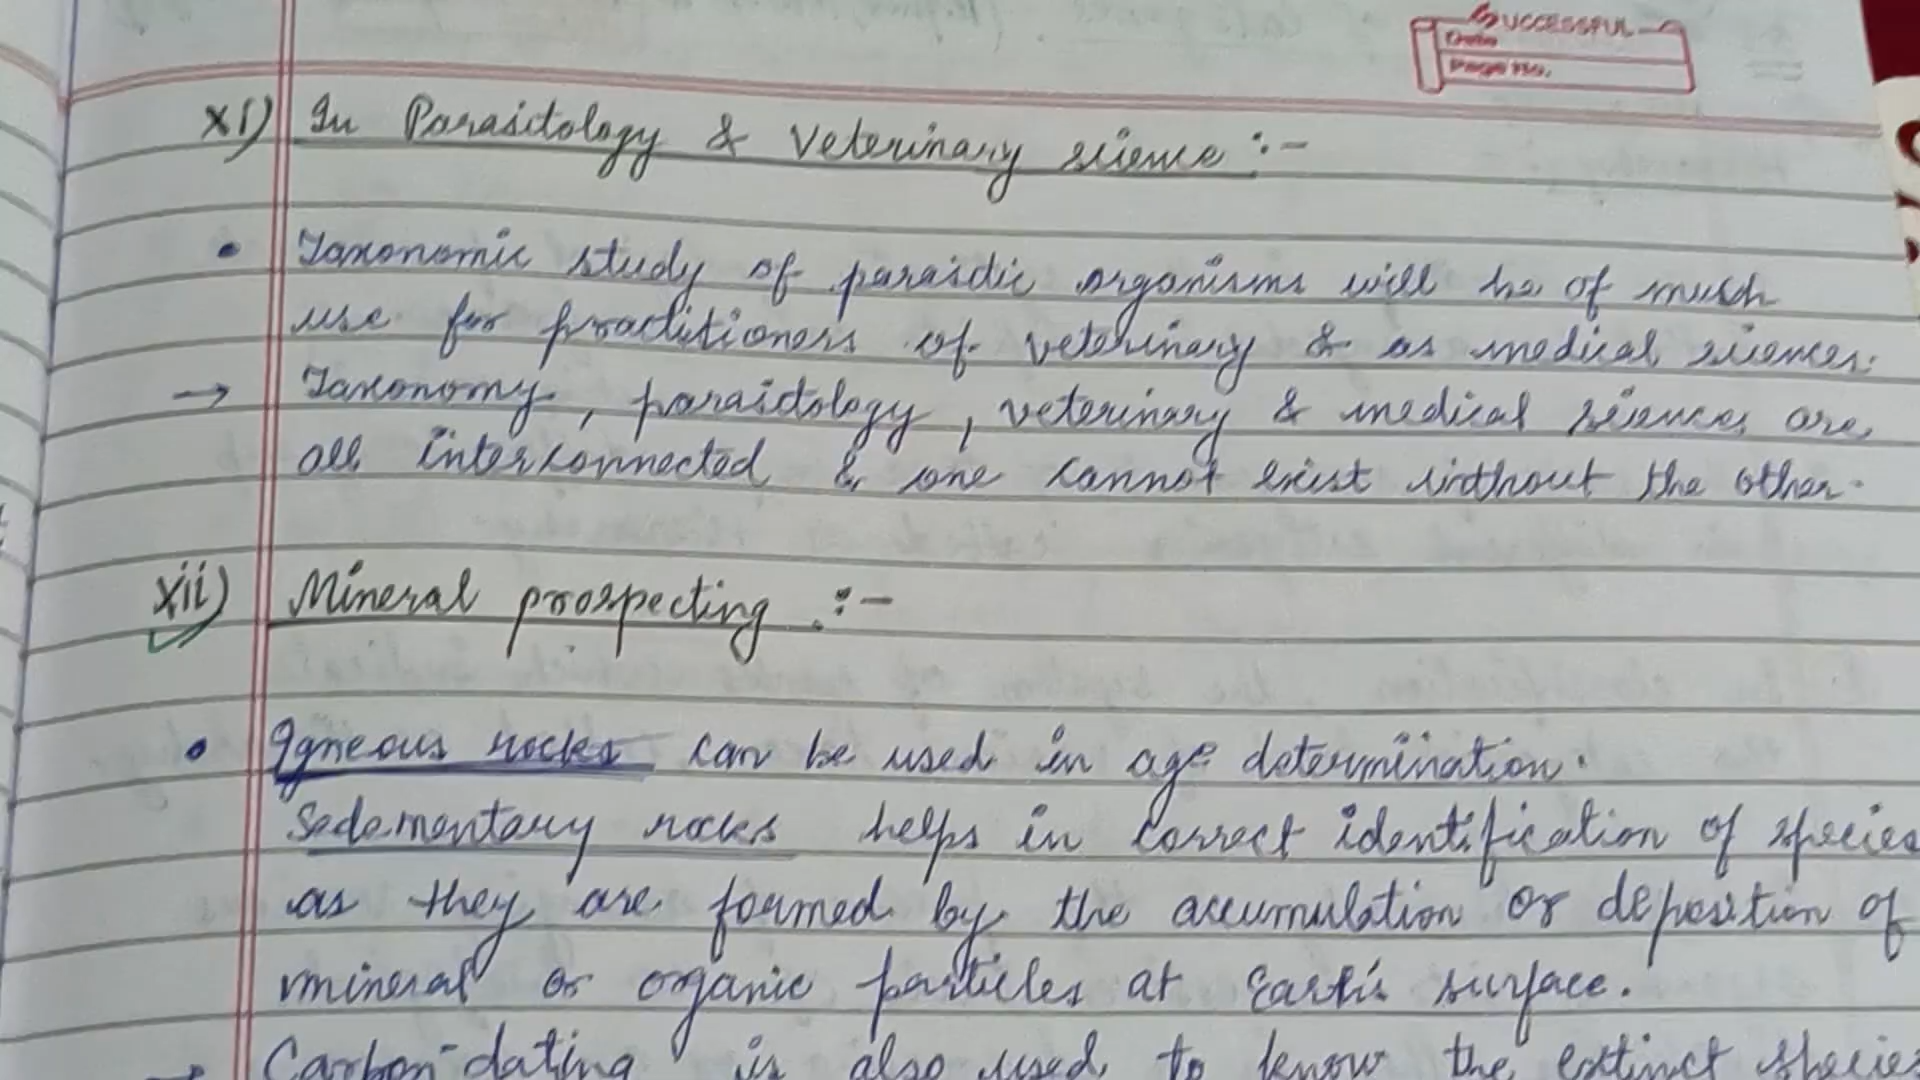 SUCCESSFUL
Date
Page No.
xi) In Parasitology & Veterinary science :-
• Taxonomic study of parasitic organisms will be of much
use for practitioners of veterinary & as medical sciences.
→ Taxonomy, parasitology, veterinary & medical sciences are
all interconnected & one cannot exist without the other.
xii) Mineral prospecting :-
• Igneous rocks can be used in age determination.
Sedementary rocks helps in correct identification of species
as they are formed by the accumulation or deposition of
mineral or organic particles at Earth's surface.
→ Carbon-dating is also used to know the extinct species